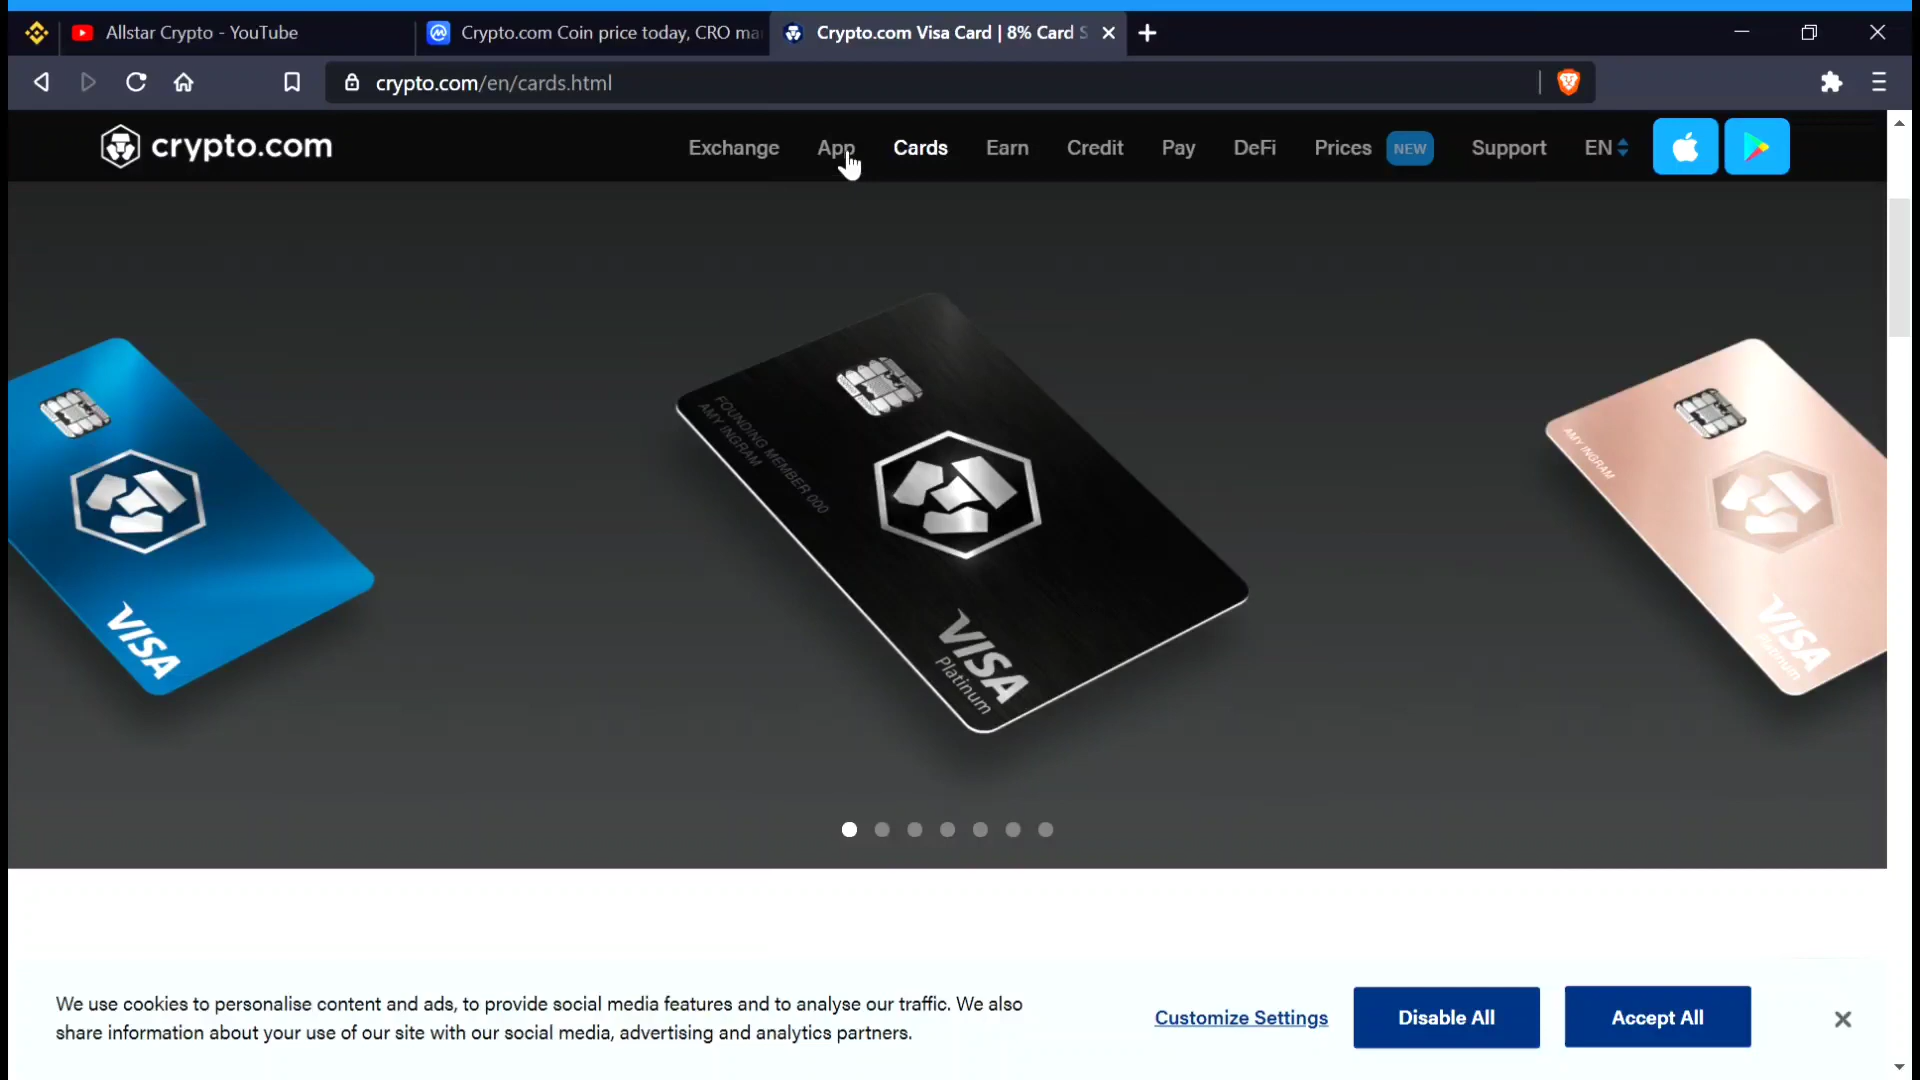 Allstar Crypto - YouTube
Crypto.com Coin price today, CRO ma
Crypto.com Visa Card | 8% Card S
crypto.com/en/cards.html
crypto.com
Exchange
App
Cards
Earn
Credit
Pay
DeFi
Prices
NEW
Support
EN
VISA
FOUNDING MEMBER 000
AMY INGRAM
VISA
Platinum
AMY INGRAM
VISA
Platinum
We use cookies to personalise content and ads, to provide social media features and to analyse our traffic. We also
share information about your use of our site with our social media, advertising and analytics partners.
Customize Settings
Disable All
Accept All